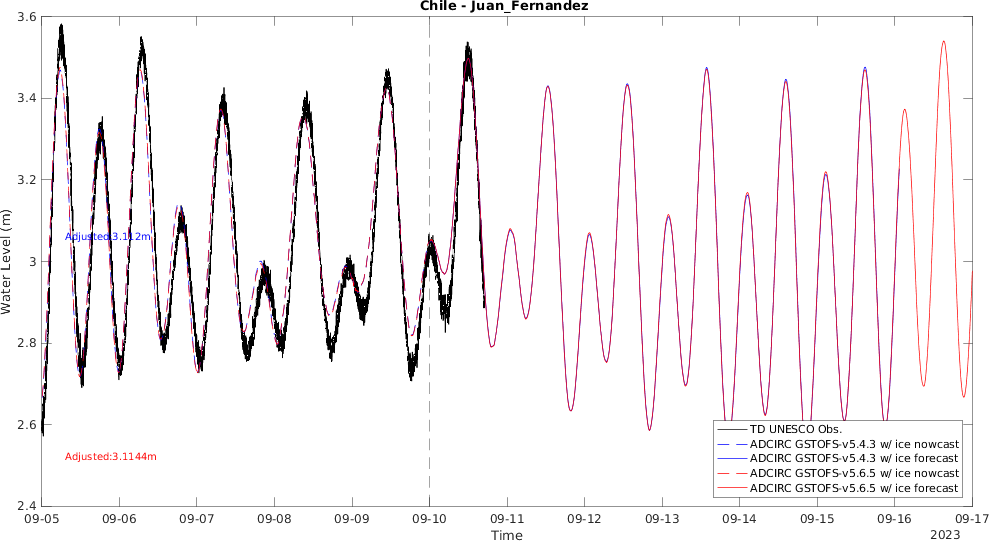 Chile - Juan_Fernandez
3.6
3.4
3.2
3
2.8
2.6
2.4
Water Level (m)
Adjusted:3.112m
Adjusted:3.1144m
TD UNESCO Obs.
ADCIRC GSTOFS-v5.4.3 w/ ice nowcast
ADCIRC GSTOFS-v5.4.3 w/ ice forecast
ADCIRC GSTOFS-v5.6.5 w/ ice nowcast
ADCIRC GSTOFS-v5.6.5 w/ ice forecast
09-05 09-06 09-07 09-08 09-09 09-10 09-11 09-12 09-13 09-14 09-15 09-16 09-17
Time
2023